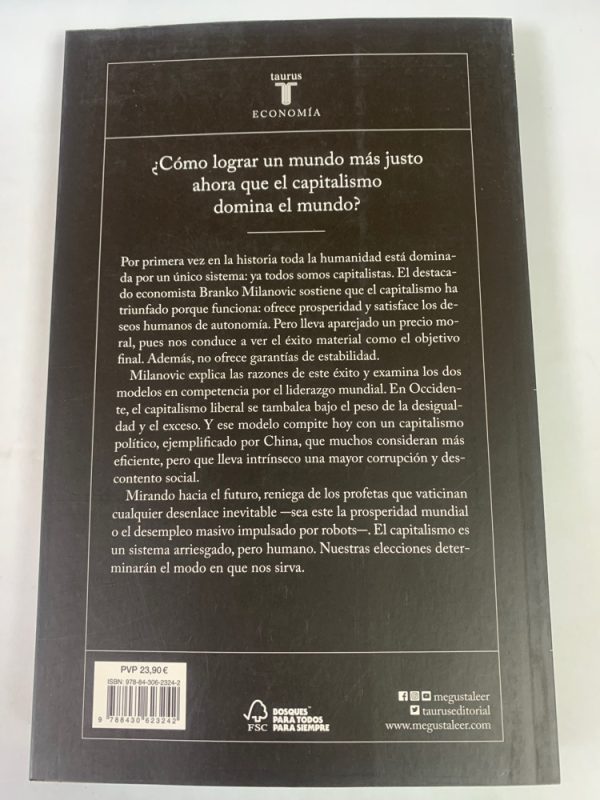 taurus
T
ECONOMÍA
¿Cómo lograr un mundo más justo
ahora que el capitalismo
domina el mundo?
Por primera vez en la historia toda la humanidad está domina-
da por un único sistema: ya todos somos capitalistas. El destaca-
do economista Branko Milanovic sostiene que el capitalismo ha
triunfado porque funciona: ofrece prosperidad y satisface los de-
seos humanos de autonomía. Pero lleva aparejado un precio mo-
ral, pues nos conduce a ver el éxito material como el objetivo
final. Además, no ofrece garantías de estabilidad.
Milanovic explica las razones de este éxito y examina los dos
modelos en competencia por el liderazgo mundial. En Occiden-
te, el capitalismo liberal se tambalea bajo el peso de la desigual-
dad y el exceso. Y ese modelo compite hoy con un capitalismo
político, ejemplificado por China, que muchos consideran más
eficiente, pero que lleva intrínseco una mayor corrupción y des-
contento social.
Mirando hacia el futuro, reniega de los profetas que vaticinan
cualquier desenlace inevitable —sea este la prosperidad mundial
o el desempleo masivo impulsado por robots—. El capitalismo es
un sistema arriesgado, pero humano. Nuestras elecciones deter-
minarán el modo en que nos sirva.
PVP 23,90 €
ISBN: 978-84-306-2324-2
9 788430 623242
FSC
BOSQUES
PARA TODOS
PARA SIEMPRE
megustaleer
tauruseditorial
www.megustaleer.com